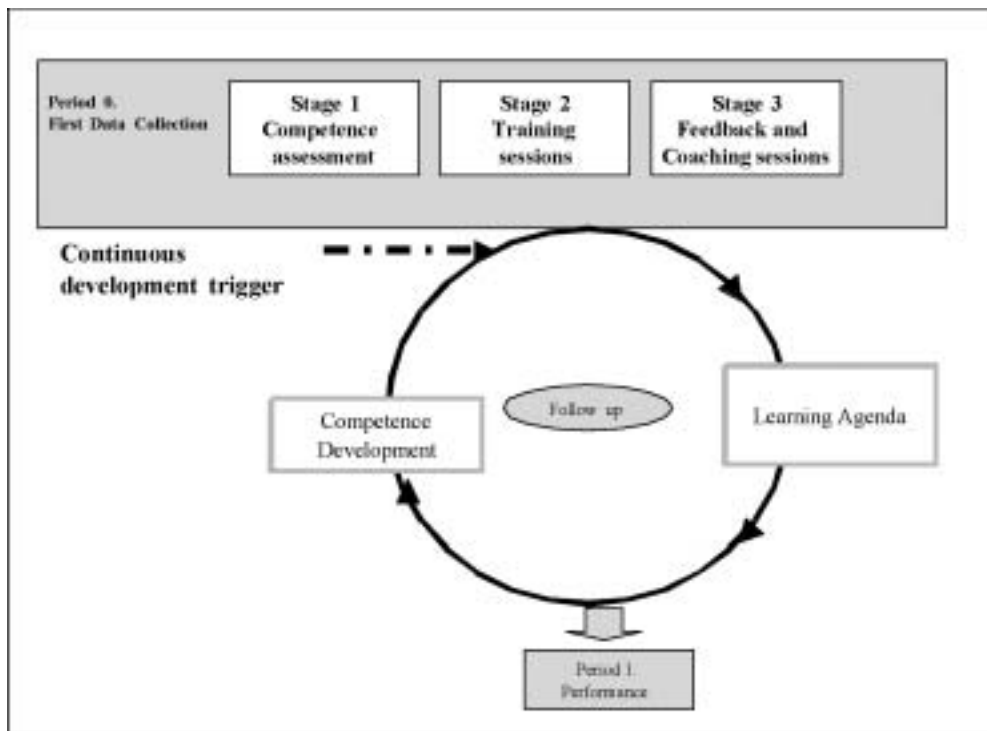 Period 0.
First Data Collection
Stage 1
Competence
assessment
Stage 2
Training
sessions
Stage 3
Feedback and
Coaching sessions
Continuous
development trigger
Competence
Development
Follow up
Learning Agenda
Period 1
Performance